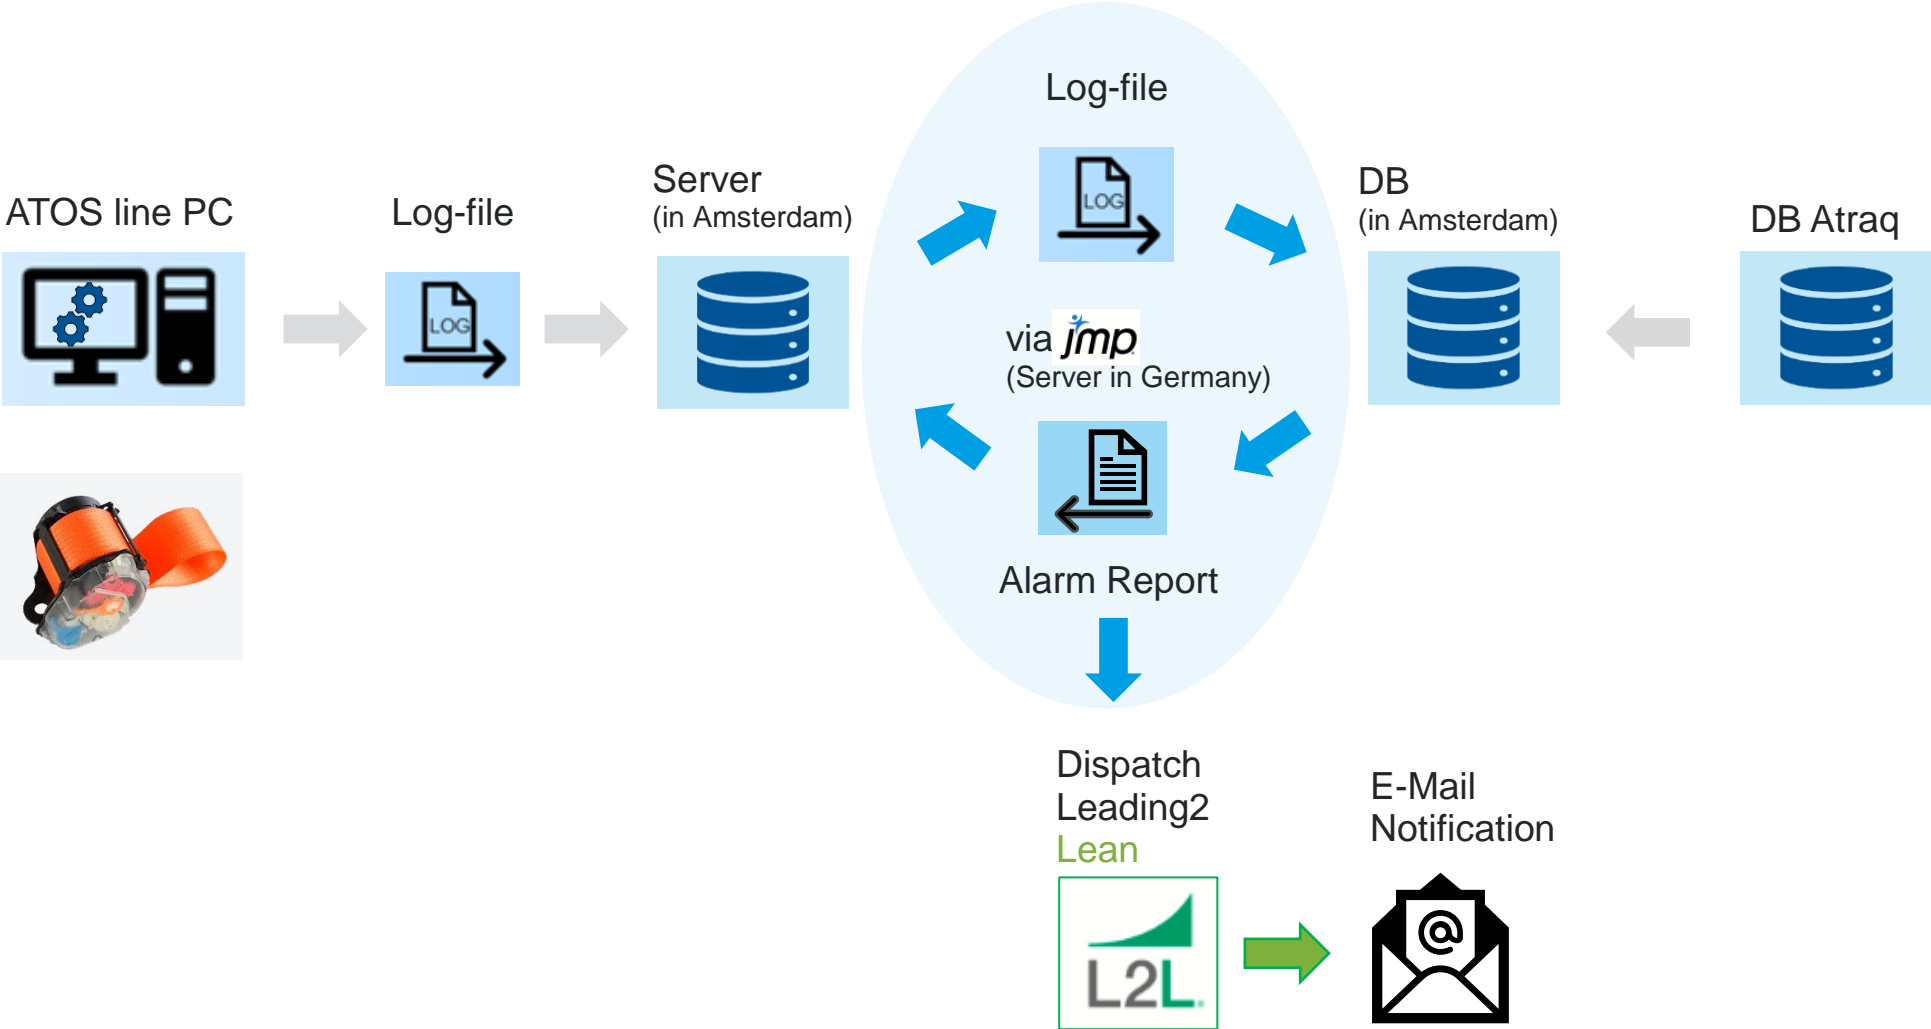 Log-file
LOG
ATOS line PC
Log-file
LOG
Server
(in Amsterdam)
DB
(in Amsterdam)
DB Atraq
via jmp
(Server in Germany)
Alarm Report
Dispatch
Leading2
Lean
L2L
E-Mail
Notification
@